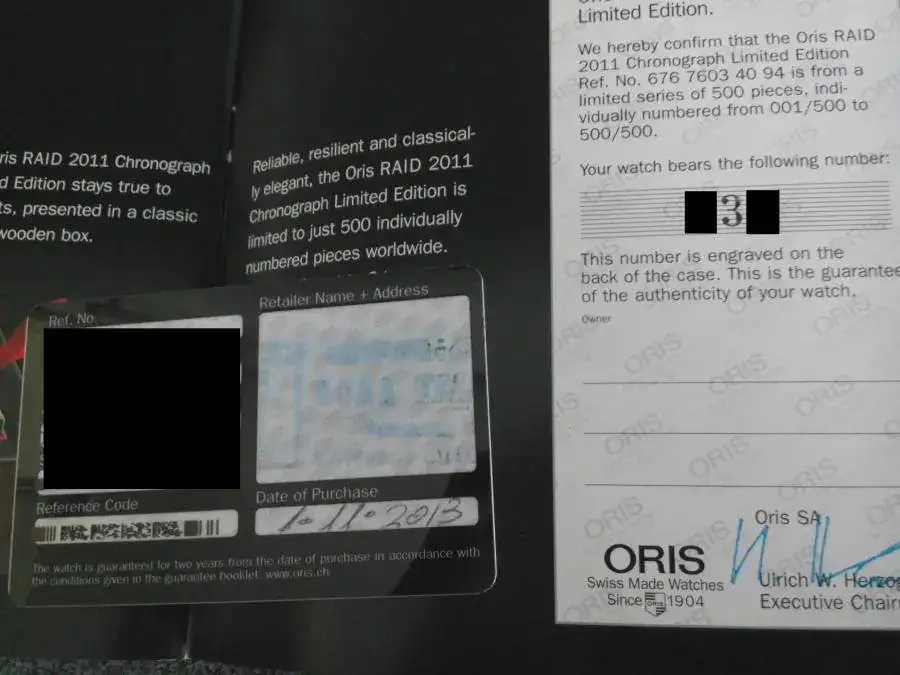 ris RAID 2011 Chronograph
d Edition stays true to
ts, presented in a classic
wooden box.
Reliable, resilient and classical-
ly elegant, the Oris RAID 2011
Chronograph Limited Edition is
limited to just 500 individually
numbered pieces worldwide.
Ref. No.
Retailer Name + Address
Reference Code
Date of Purchase
1.11.2013
The watch is guaranteed for two years from the date of purchase in accordance with
the conditions given in the guarantee booklet. www.oris.ch
Limited Edition.
We hereby confirm that the Oris RAID
2011 Chronograph Limited Edition
Ref. No. 676 7603 40 94 is from a
limited series of 500 pieces, indi-
vidually numbered from 001/500 to
500/500.
Your watch bears the following number:
3
This number is engraved on the
back of the case. This is the guarantee
of the authenticity of your watch.
Owner
Oris SA
ORIS
Swiss Made Watches
Since ORIS 1904
Ulrich W. Herzog
Executive Chair